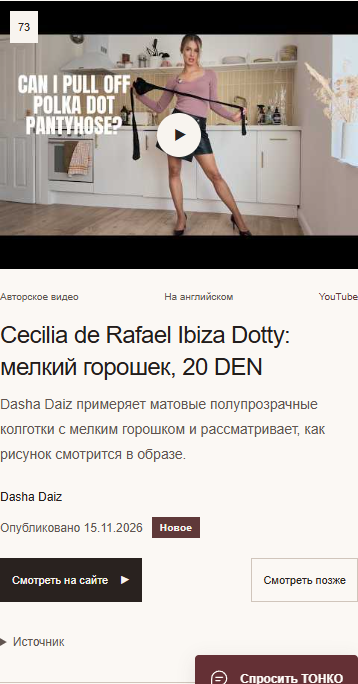 73
CAN I PULL OFF
POLKA DOT
PANTYHOSE?
Авторское видео
На английском
YouTube
Cecilia de Rafael Ibiza Dotty:
мелкий горошек, 20 DEN
Dasha Daiz примеряет матовые полупрозрачные
колготки с мелким горошком и рассматривает, как
рисунок смотрится в образе.
Dasha Daiz
Опубликовано 15.11.2026 Новое
Смотреть на сайте
Смотреть позже
Источник
Спросить ТОНКО